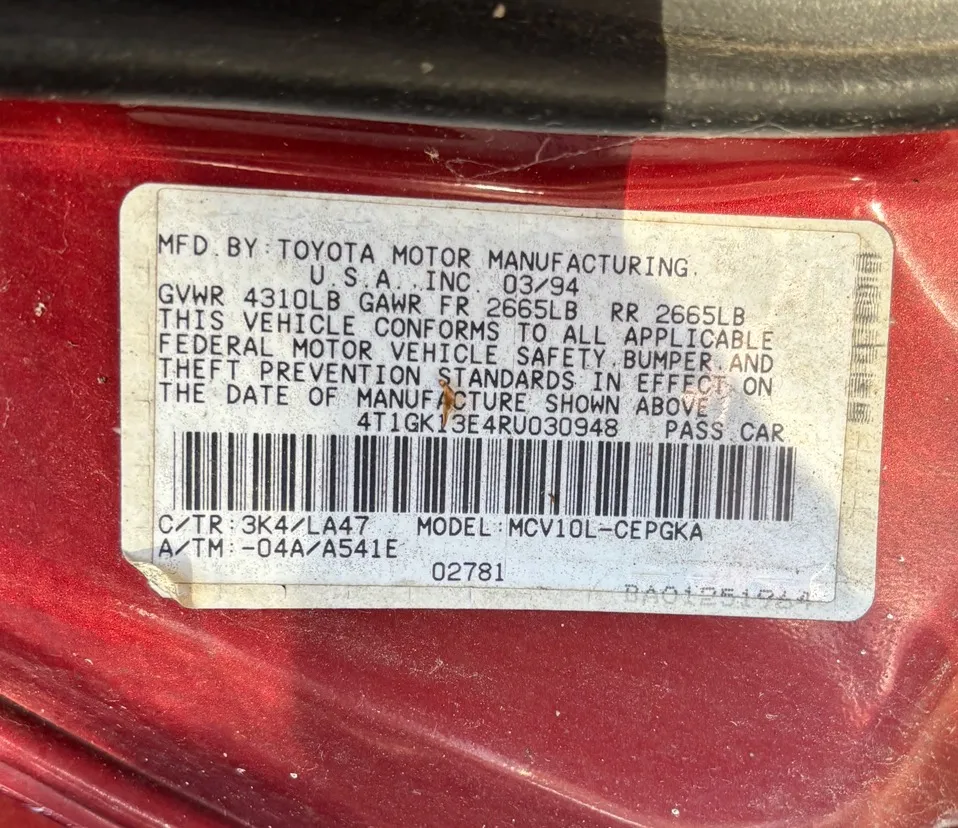 MFD. BY: TOYOTA MOTOR MANUFACTURING,
U.S.A., INC 03/94
GVWR 4310LB GAWR FR 2665LB RR 2665LB
THIS VEHICLE CONFORMS TO ALL APPLICABLE
FEDERAL MOTOR VEHICLE SAFETY, BUMPER, AND
THEFT PREVENTION STANDARDS IN EFFECT ON
THE DATE OF MANUFACTURE SHOWN ABOVE.
4T1GK13E4RU030948 PASS CAR
C/TR:3K4/LA47 MODEL:MCV10L-CEPGKA
A/TM:-04A/A541E
02781